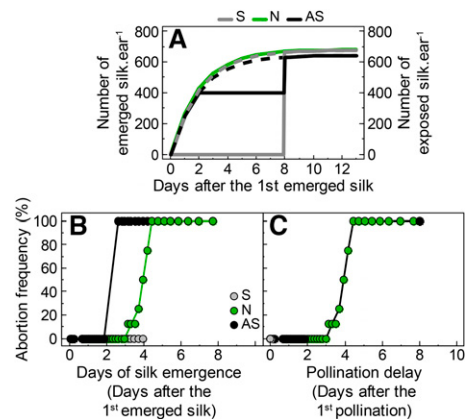 S N AS
A
800 800
600 600
400 400
200 200
0 0
0 2 4 6 8 10 12
Number of
emerged silk.ear-1
Number of
exposed silk.ear-1
Days after the 1st emerged silk
B
C
Abortion frequency (%)
100
80
60
40
20
0
S
N
AS
0 2 4 6 8
0 2 4 6 8 10
Days of silk emergence
(Days after the
1st emerged silk)
Pollination delay
(Days after the
1st pollination)